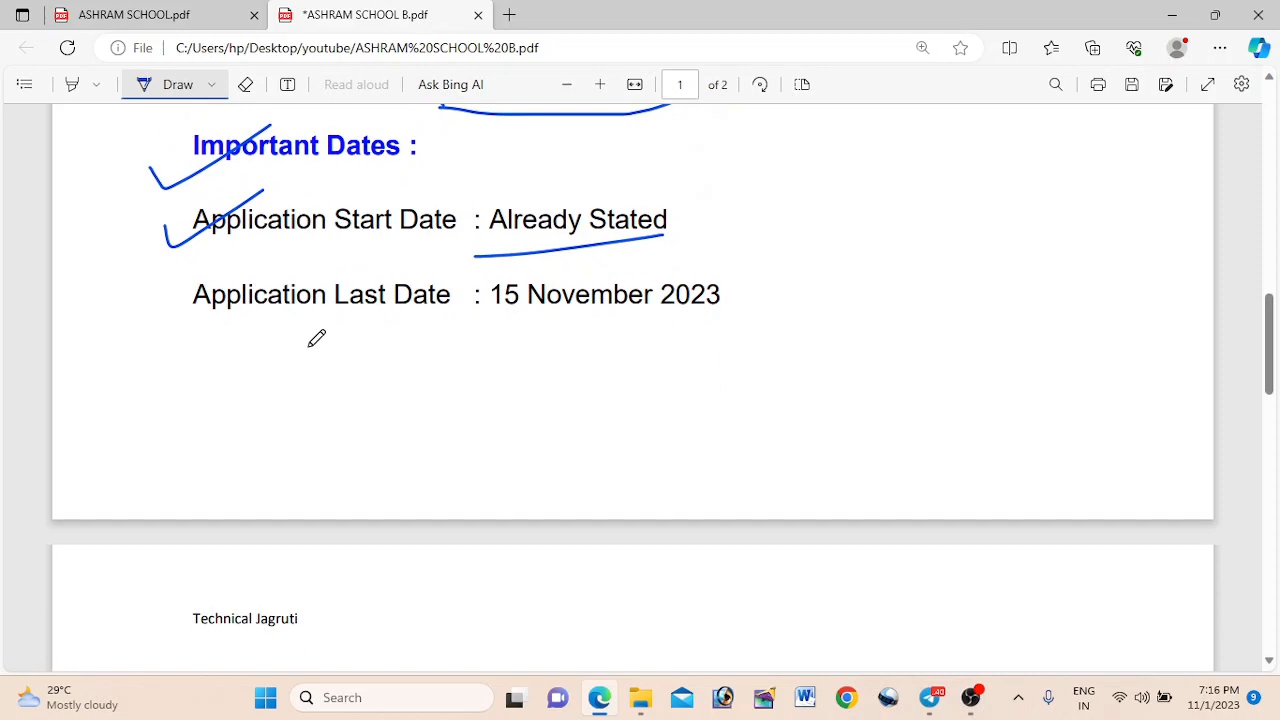 ASHRAM SCHOOL.pdf
*ASHRAM SCHOOL B.pdf
File
C:/Users/hp/Desktop/youtube/ASHRAM%20SCHOOL%20B.pdf
Draw
Read aloud
Ask Bing AI
1 of 2
Important Dates :
Application Start Date : Already Stated
Application Last Date : 15 November 2023
Technical Jagruti
29°C
Mostly cloudy
Search
ENG
IN
7:16 PM
11/1/2023
9